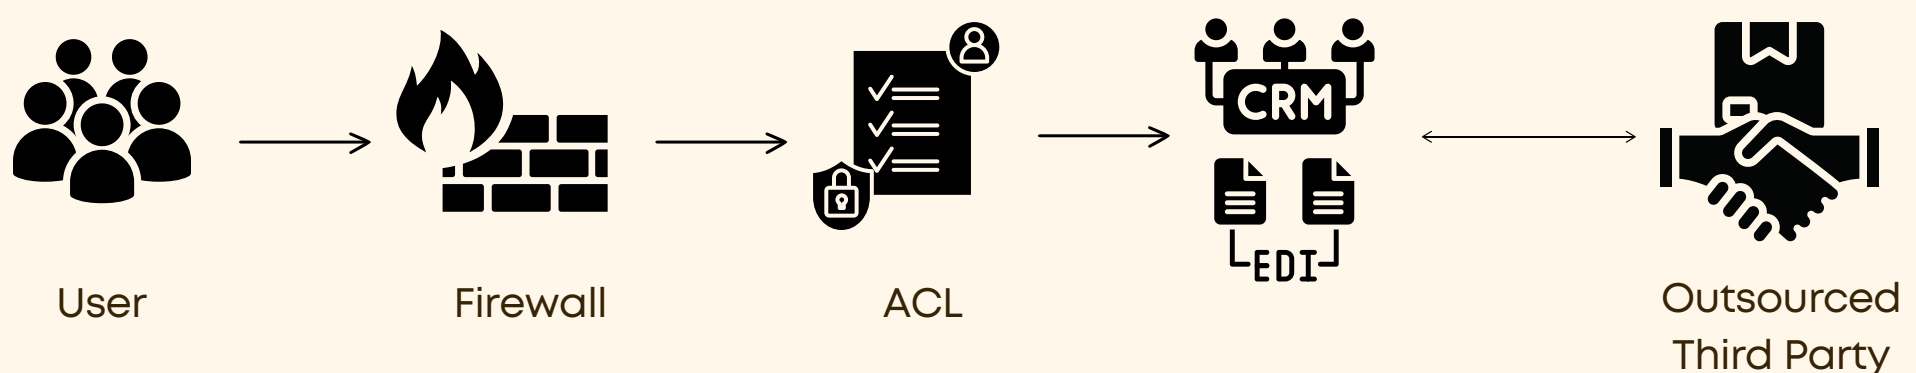 CRM
EDI
User
Firewall
ACL
Outsourced
Third Party